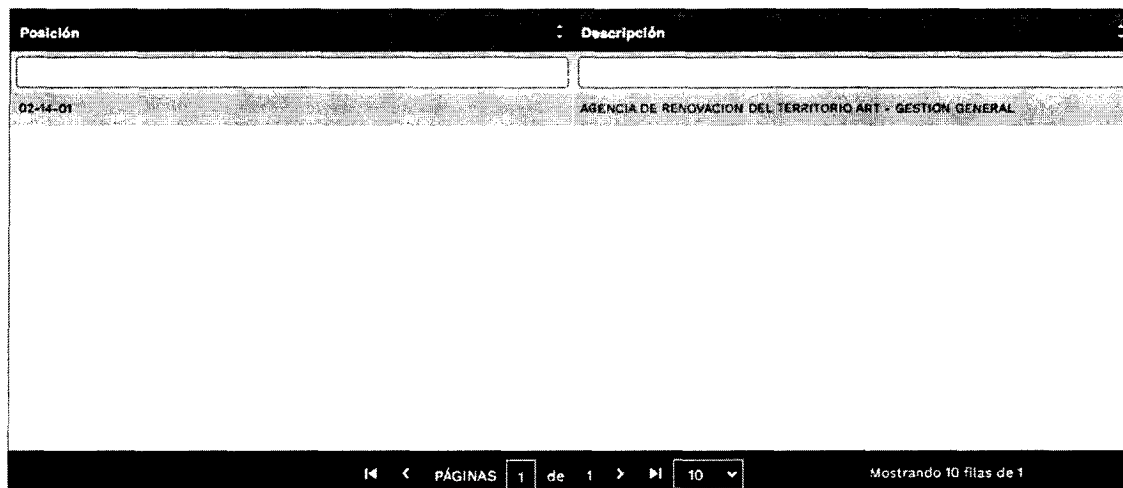 Posición Descripción
02-14-01 AGENCIA DE RENOVACION DEL TERRITORIO ART - GESTION GENERAL
PÁGINAS 1 de 1 10 Mostrando 10 filas de 1